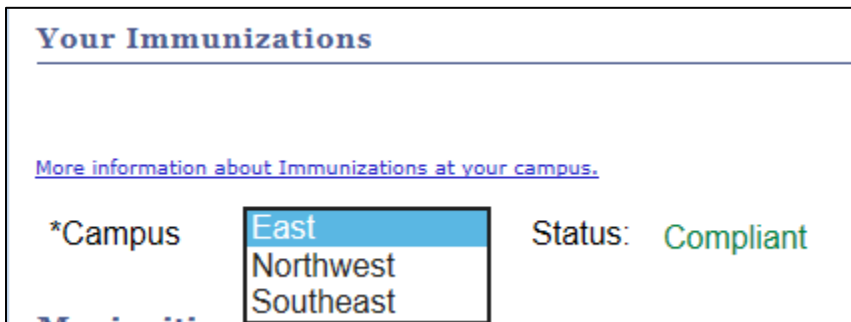 Your Immunizations
More information about Immunizations at your campus.
*Campus East Status: Compliant
Northwest
Southeast